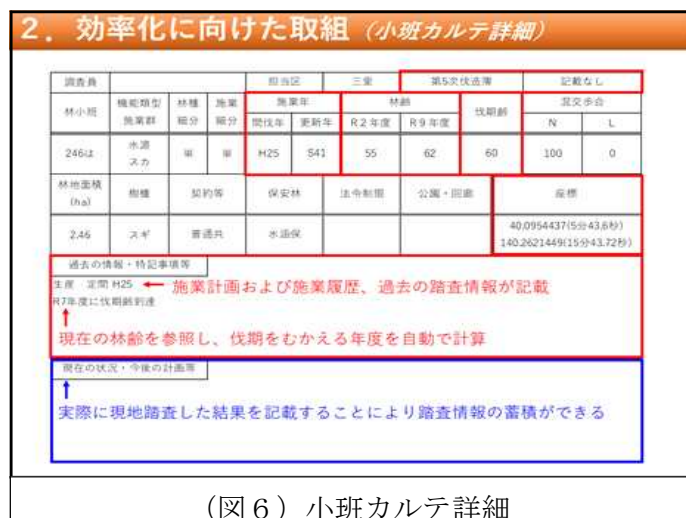 2．効率化に向けた取組（小班カルテ詳細）
調査員 担当区 三里 第5次伐造簿 記載なし
林小班 機能類型 施業群 林種 細分 施業 細分 施業年 林齢 伐期齢 混交歩合
間伐年 更新年 R2年度 R9年度 N L
246は 水源 スカ 単 単 H25 S41 55 62 60 100 0
林地面積 (ha) 樹種 契約等 保安林 法令制限 公園・回廊 座標
2.46 スギ 普通共 水涵保 40.0954437(5分43.6秒)
140.2621449(15分43.72秒)
過去の情報・特記事項等
生産 定間 H25 ← 施業計画および施業履歴、過去の踏査情報が記載
R7年度に伐期齢到達
↑
現在の林齢を参照し、伐期をむかえる年度を自動で計算
現在の状況・今後の計画等
↑
実際に現地踏査した結果を記載することにより踏査情報の蓄積ができる
（図６）小班カルテ詳細